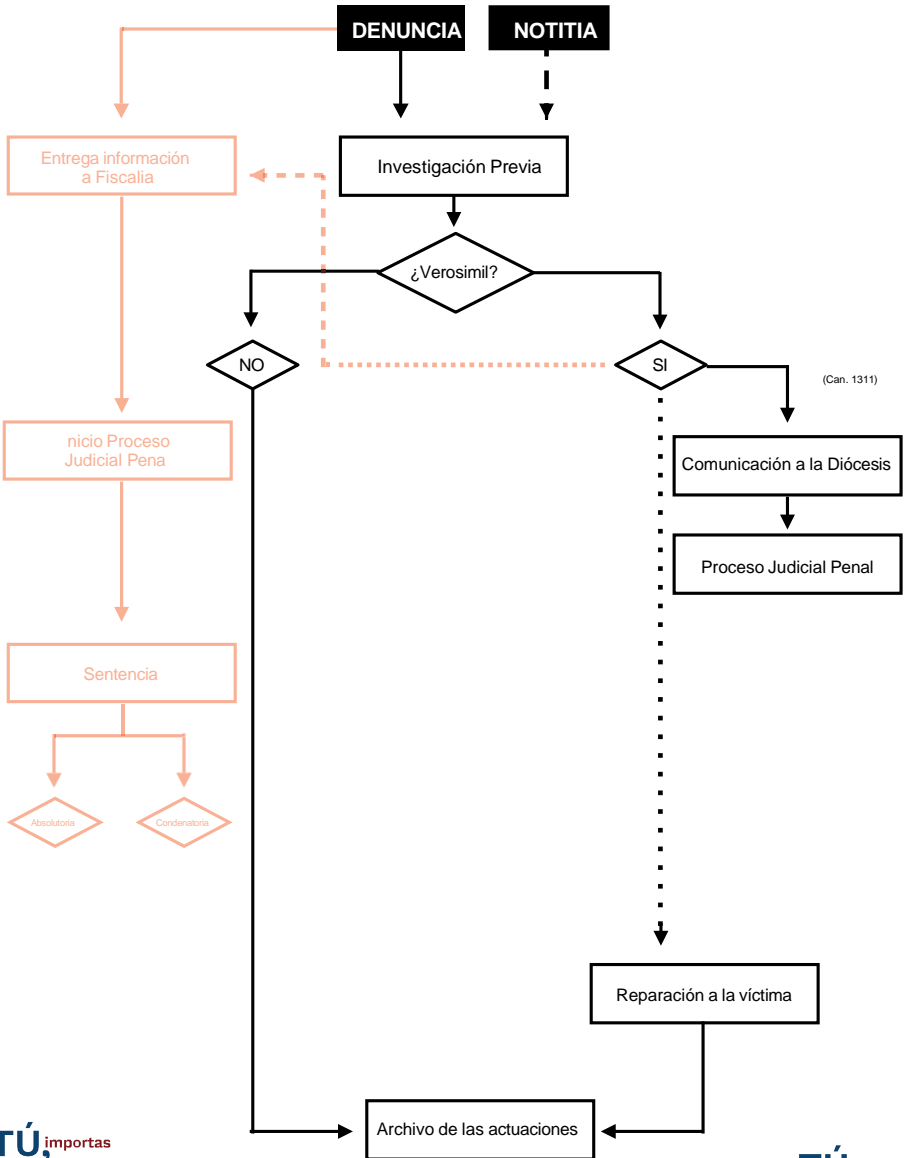 DENUNCIA
NOTITIA
Entrega información
a Fiscalia
Investigación Previa
¿Verosimil?
NO
SI
(Can. 1311)
nicio Proceso
Judicial Pena
Comunicación a la Diócesis
Proceso Judicial Penal
Sentencia
Absolutoria
Condenatoria
Reparación a la víctima
Archivo de las actuaciones
TÚ, importas
TÚ